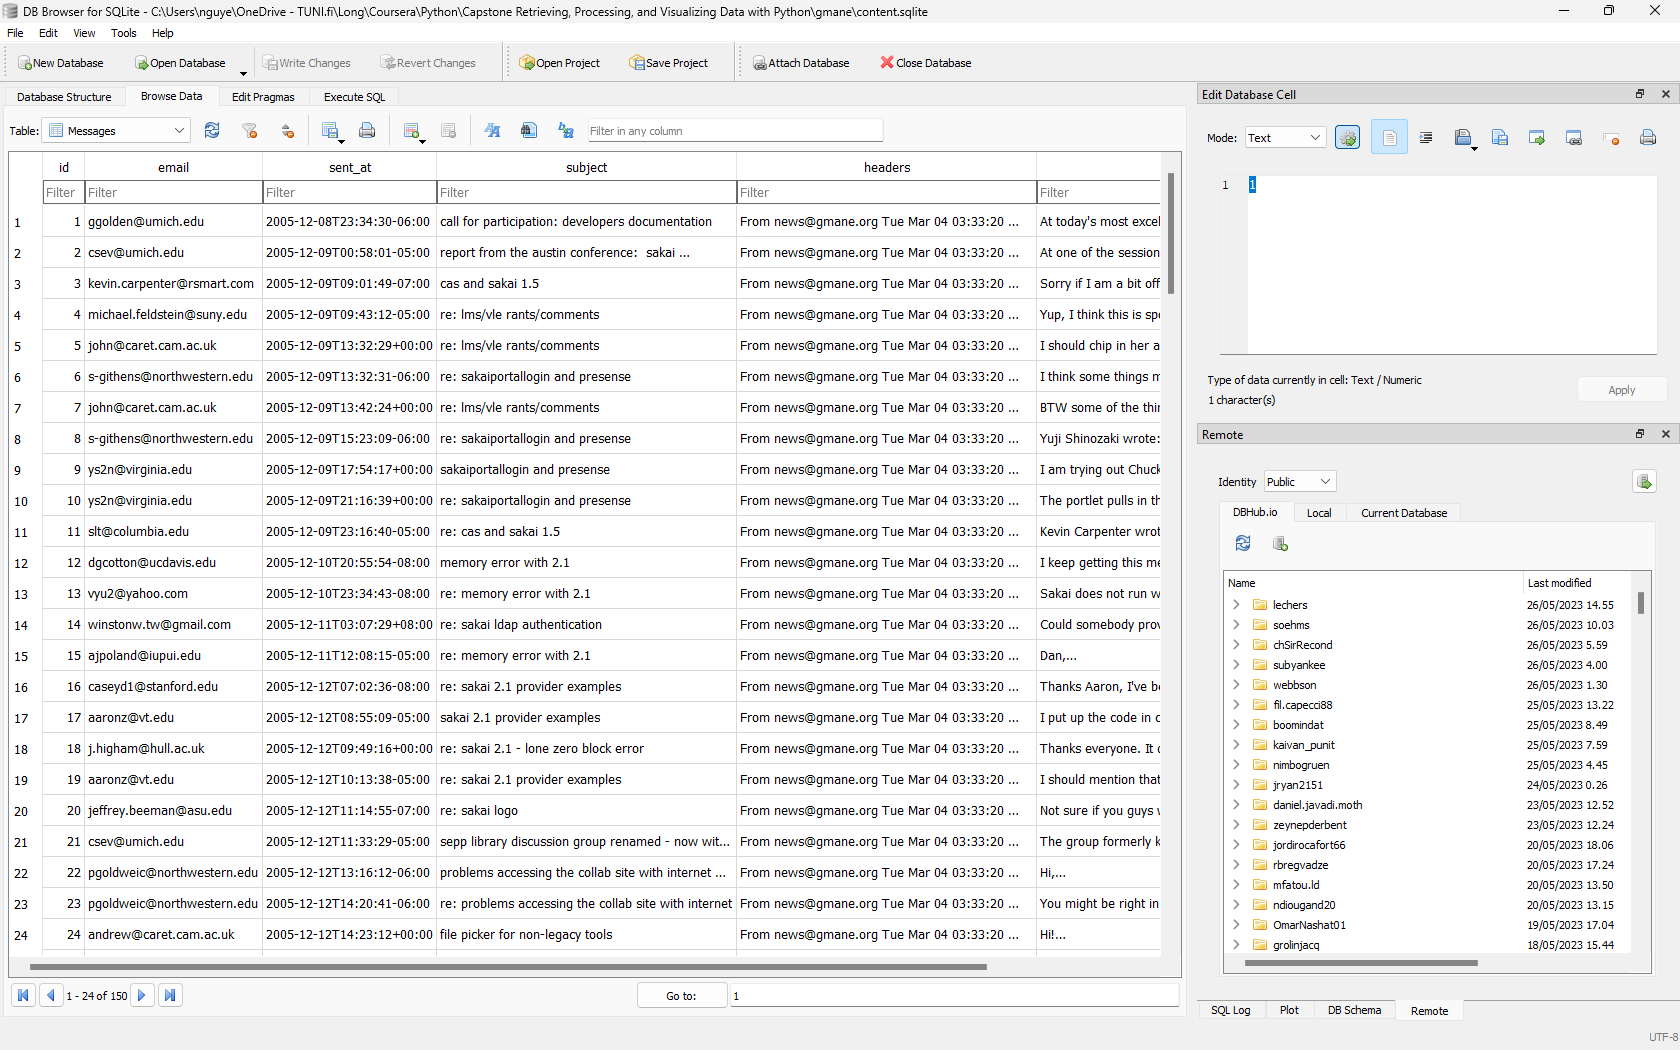 DB Browser for SQLite - C:\Users\nguye\OneDrive - TUNI.fi\Long\Coursera\Python\Capstone Retrieving, Processing, and Visualizing Data with Python\gmane\content.sqlite
File Edit View Tools Help
New Database Open Database Write Changes Revert Changes Open Project Save Project Attach Database Close Database
Database Structure Browse Data Edit Pragmas Execute SQL
Table: Messages Filter in any column
id email sent_at subject headers
Filter Filter Filter Filter Filter Filter
1 1 ggolden@umich.edu 2005-12-08T23:34:30-06:00 call for participation: developers documentation From news@gmane.org Tue Mar 04 03:33:20 ... At today's most excel
2 2 csev@umich.edu 2005-12-09T00:58:01-05:00 report from the austin conference: sakai ... From news@gmane.org Tue Mar 04 03:33:20 ... At one of the session
3 3 kevin.carpenter@rsmart.com 2005-12-09T09:01:49-07:00 cas and sakai 1.5 From news@gmane.org Tue Mar 04 03:33:20 ... Sorry if I am a bit off
4 4 michael.feldstein@suny.edu 2005-12-09T09:43:12-05:00 re: lms/vle rants/comments From news@gmane.org Tue Mar 04 03:33:20 ... Yup, I think this is spe
5 5 john@caret.cam.ac.uk 2005-12-09T13:32:29+00:00 re: lms/vle rants/comments From news@gmane.org Tue Mar 04 03:33:20 ... I should chip in her a
6 6 s-githens@northwestern.edu 2005-12-09T13:32:31-06:00 re: sakaiportallogin and presense From news@gmane.org Tue Mar 04 03:33:20 ... I think some things m
7 7 john@caret.cam.ac.uk 2005-12-09T13:42:24+00:00 re: lms/vle rants/comments From news@gmane.org Tue Mar 04 03:33:20 ... BTW some of the thin
8 8 s-githens@northwestern.edu 2005-12-09T15:23:09-06:00 re: sakaiportallogin and presense From news@gmane.org Tue Mar 04 03:33:20 ... Yuji Shinozaki wrote:
9 9 ys2n@virginia.edu 2005-12-09T17:54:17+00:00 sakaiportallogin and presense From news@gmane.org Tue Mar 04 03:33:20 ... I am trying out Chuck
10 10 ys2n@virginia.edu 2005-12-09T21:16:39+00:00 re: sakaiportallogin and presense From news@gmane.org Tue Mar 04 03:33:20 ... The portlet pulls in th
11 11 slt@columbia.edu 2005-12-09T23:16:40-05:00 re: cas and sakai 1.5 From news@gmane.org Tue Mar 04 03:33:20 ... Kevin Carpenter wrot
12 12 dgcotton@ucdavis.edu 2005-12-10T20:55:54-08:00 memory error with 2.1 From news@gmane.org Tue Mar 04 03:33:20 ... I keep getting this me
13 13 vyu2@yahoo.com 2005-12-10T23:34:43-08:00 re: memory error with 2.1 From news@gmane.org Tue Mar 04 03:33:20 ... Sakai does not run w
14 14 winstonw.tw@gmail.com 2005-12-11T03:07:29+08:00 re: sakai ldap authentication From news@gmane.org Tue Mar 04 03:33:20 ... Could somebody prov
15 15 ajpoland@iupui.edu 2005-12-11T12:08:15-05:00 re: memory error with 2.1 From news@gmane.org Tue Mar 04 03:33:20 ... Dan,...
16 16 caseyd1@stanford.edu 2005-12-12T07:02:36-08:00 re: sakai 2.1 provider examples From news@gmane.org Tue Mar 04 03:33:20 ... Thanks Aaron, I've be
17 17 aaronz@vt.edu 2005-12-12T08:55:09-05:00 sakai 2.1 provider examples From news@gmane.org Tue Mar 04 03:33:20 ... I put up the code in c
18 18 j.higham@hull.ac.uk 2005-12-12T09:49:16+00:00 re: sakai 2.1 - lone zero block error From news@gmane.org Tue Mar 04 03:33:20 ... Thanks everyone. It c
19 19 aaronz@vt.edu 2005-12-12T10:13:38-05:00 re: sakai 2.1 provider examples From news@gmane.org Tue Mar 04 03:33:20 ... I should mention that
20 20 jeffrey.beeman@asu.edu 2005-12-12T11:14:55-07:00 re: sakai logo From news@gmane.org Tue Mar 04 03:33:20 ... Not sure if you guys w
21 21 csev@umich.edu 2005-12-12T11:33:29-05:00 sepp library discussion group renamed - now wit... From news@gmane.org Tue Mar 04 03:33:20 ... The group formerly k
22 22 pgoldweic@northwestern.edu 2005-12-12T13:16:12-06:00 problems accessing the collab site with internet ... From news@gmane.org Tue Mar 04 03:33:20 ... Hi,...
23 23 pgoldweic@northwestern.edu 2005-12-12T14:20:41-06:00 re: problems accessing the collab site with internet From news@gmane.org Tue Mar 04 03:33:20 ... You might be right in
24 24 andrew@caret.cam.ac.uk 2005-12-12T14:23:12+00:00 file picker for non-legacy tools From news@gmane.org Tue Mar 04 03:33:20 ... Hi!...
1 - 24 of 150 Go to: 1
Edit Database Cell
Mode: Text
1 1
Type of data currently in cell: Text / Numeric
1 character(s)
Apply
Remote
Identity Public
DBHub.io Local Current Database
Name Last modified
lechers 26/05/2023 14.55
soehms 26/05/2023 10.03
chSirRecond 26/05/2023 5.59
subyankee 26/05/2023 4.00
webbson 26/05/2023 1.30
fil.capecci88 25/05/2023 13.22
boomindat 25/05/2023 8.49
kaivan_punit 25/05/2023 7.59
nimbogruen 25/05/2023 4.45
jryan2151 24/05/2023 0.26
daniel.javadi.moth 23/05/2023 12.52
zeynepderbent 23/05/2023 12.24
jordirocafort66 20/05/2023 18.06
rbregvadze 20/05/2023 17.24
mfatou.ld 20/05/2023 13.50
ndiougand20 20/05/2023 13.15
OmarNashat01 19/05/2023 17.04
grolinjacq 18/05/2023 15.44
SQL Log Plot DB Schema Remote
UTF-8